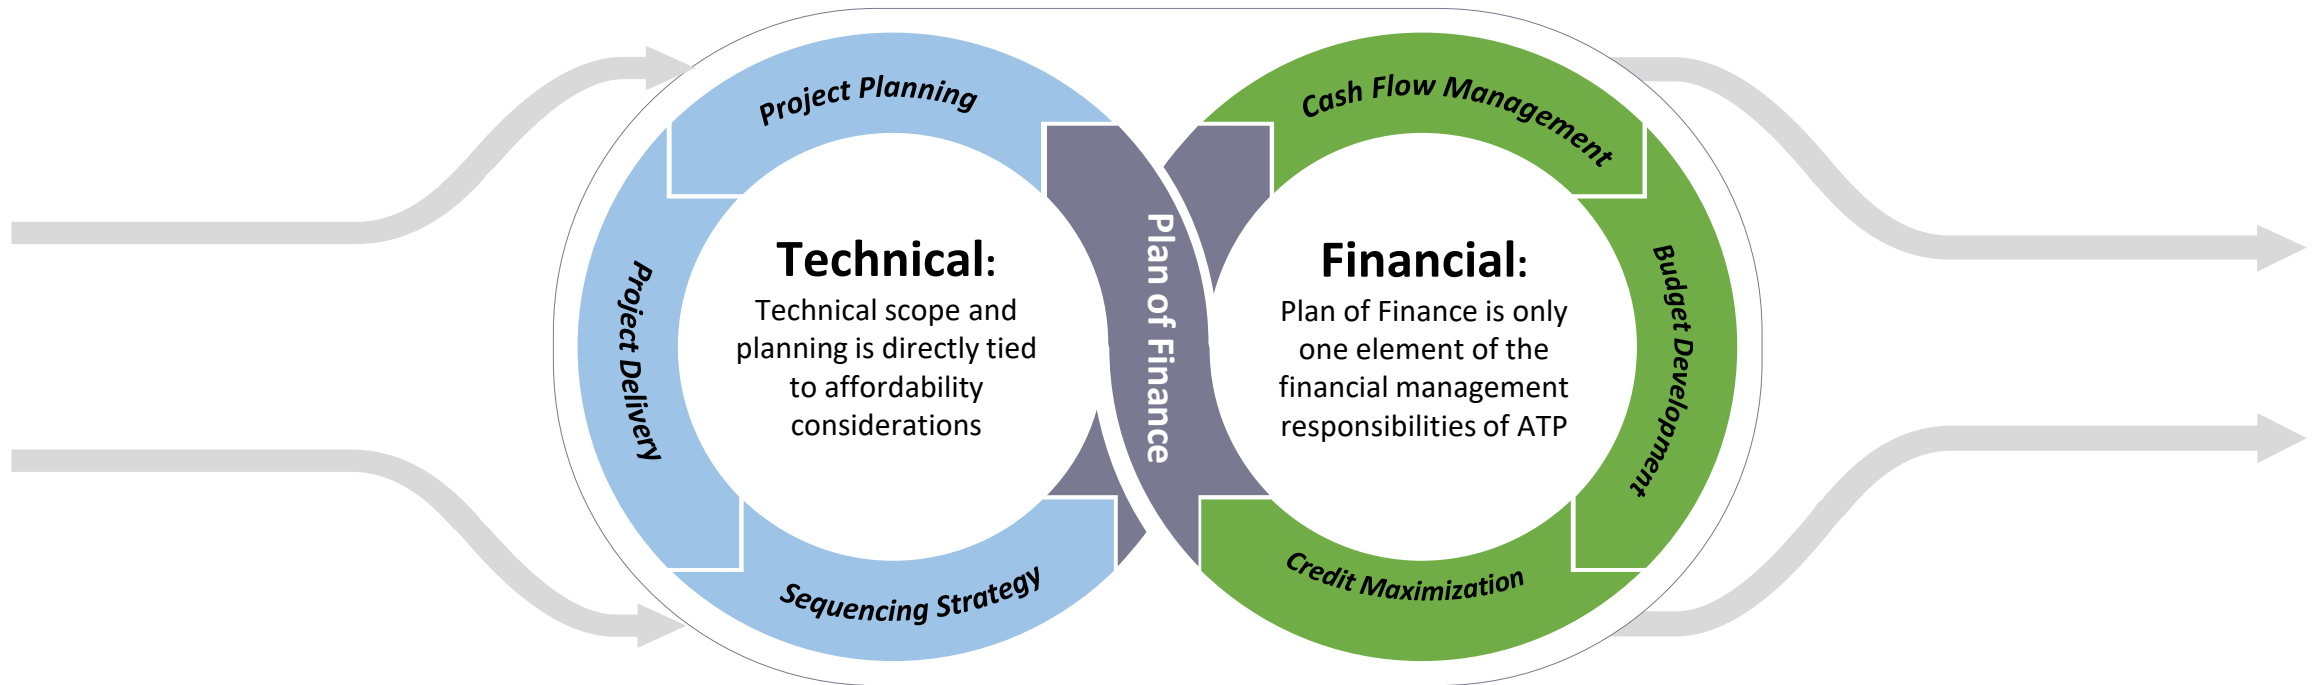 Project Planning
Project Delivery
Sequencing Strategy
Technical:
Technical scope and
planning is directly tied
to affordability
considerations
Plan of Finance
Financial:
Plan of Finance is only
one element of the
financial management
responsibilities of ATP
Cash Flow Management
Budget Development
Credit Maximization